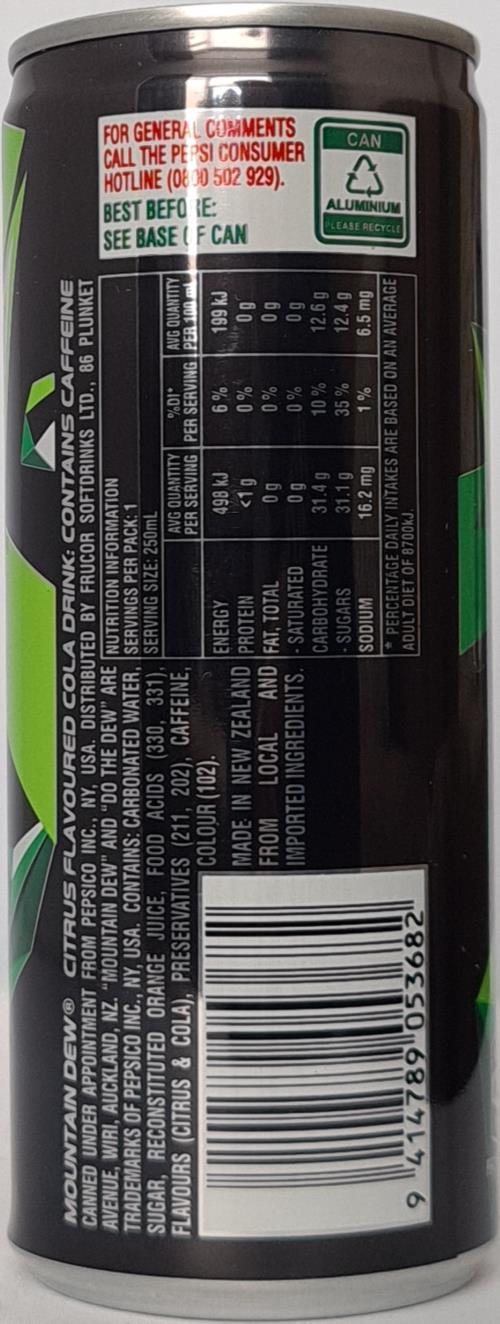 FOR GENERAL COMMENTS
CALL THE PEPSI CONSUMER
HOTLINE (0800 502 929).
BEST BEFORE:
SEE BASE OF CAN
CAN
ALUMINIUM
PLEASE RECYCLE
MOUNTAIN DEW® CITRUS FLAVOURED COLA DRINK: CONTAINS CAFFEINE
CANNED UNDER APPOINTMENT FROM PEPSICO INC., NY, USA. DISTRIBUTED BY FRUCOR SOFTDRINKS LTD., 86 PLUNKET
AVENUE, WIRI, AUCKLAND, NZ. "MOUNTAIN DEW" AND "DO THE DEW" ARE
TRADEMARKS OF PEPSICO INC., NY, USA. CONTAINS: CARBONATED WATER,
SUGAR, RECONSTITUTED ORANGE JUICE, FOOD ACIDS (330, 331),
FLAVOURS (CITRUS & COLA), PRESERVATIVES (211, 202), CAFFEINE,
COLOUR (102).
MADE IN NEW ZEALAND
FROM LOCAL AND
IMPORTED INGREDIENTS.
NUTRITION INFORMATION
SERVINGS PER PACK: 1
SERVING SIZE: 250mL
AVG QUANTITY PER SERVING %DI* PER SERVING AVG QUANTITY PER 100 mL
ENERGY 498 kJ 6 % 199 kJ
PROTEIN <1 g 0 % 0 g
FAT, TOTAL 0 g 0 % 0 g
- SATURATED 0 g 0 % 0 g
CARBOHYDRATE 31.4 g 10 % 12.6 g
- SUGARS 31.1 g 35 % 12.4 g
SODIUM 16.2 mg 1 % 6.5 mg
* PERCENTAGE DAILY INTAKES ARE BASED ON AN AVERAGE
ADULT DIET OF 8700kJ.
9 414789 053682